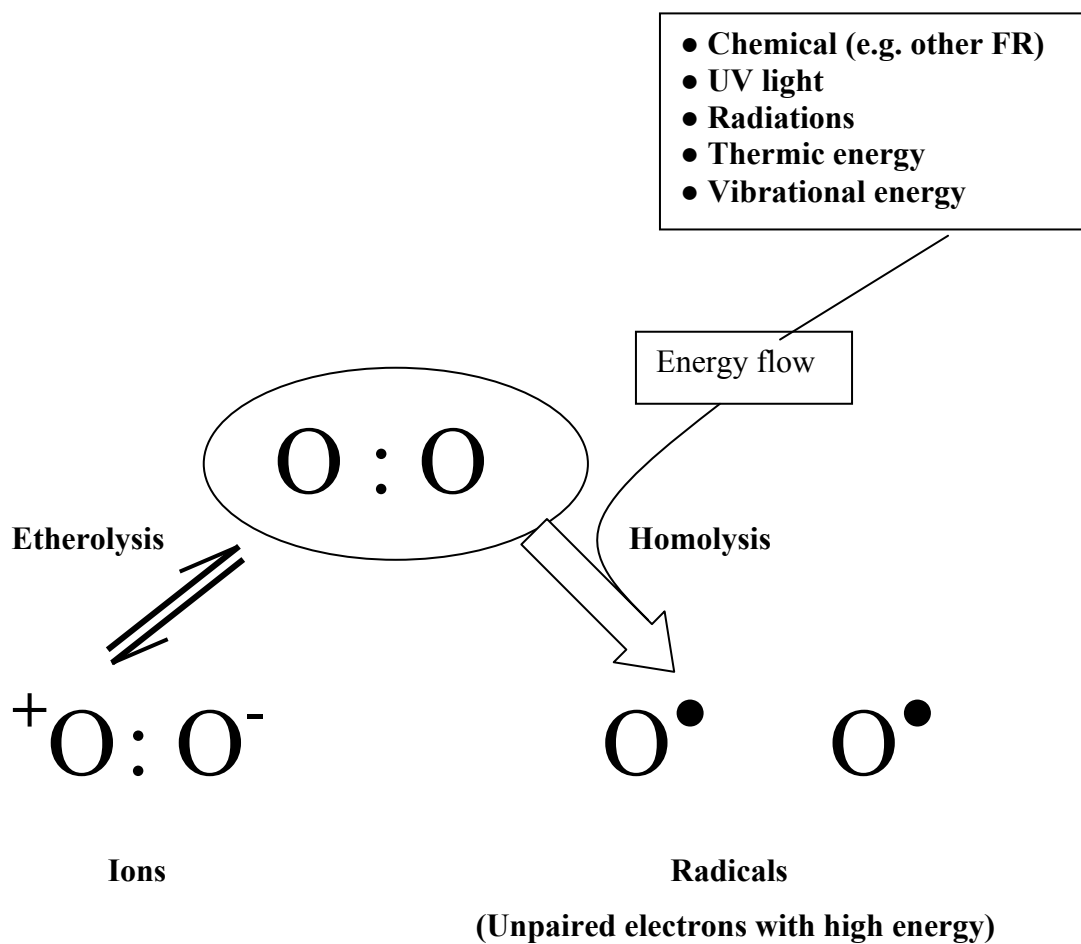 ● Chemical (e.g. other FR)
● UV light
● Radiations
● Thermic energy
● Vibrational energy
Energy flow
O : O
Etherolysis
Homolysis
+O : O-
O● O●
Ions
Radicals
(Unpaired electrons with high energy)